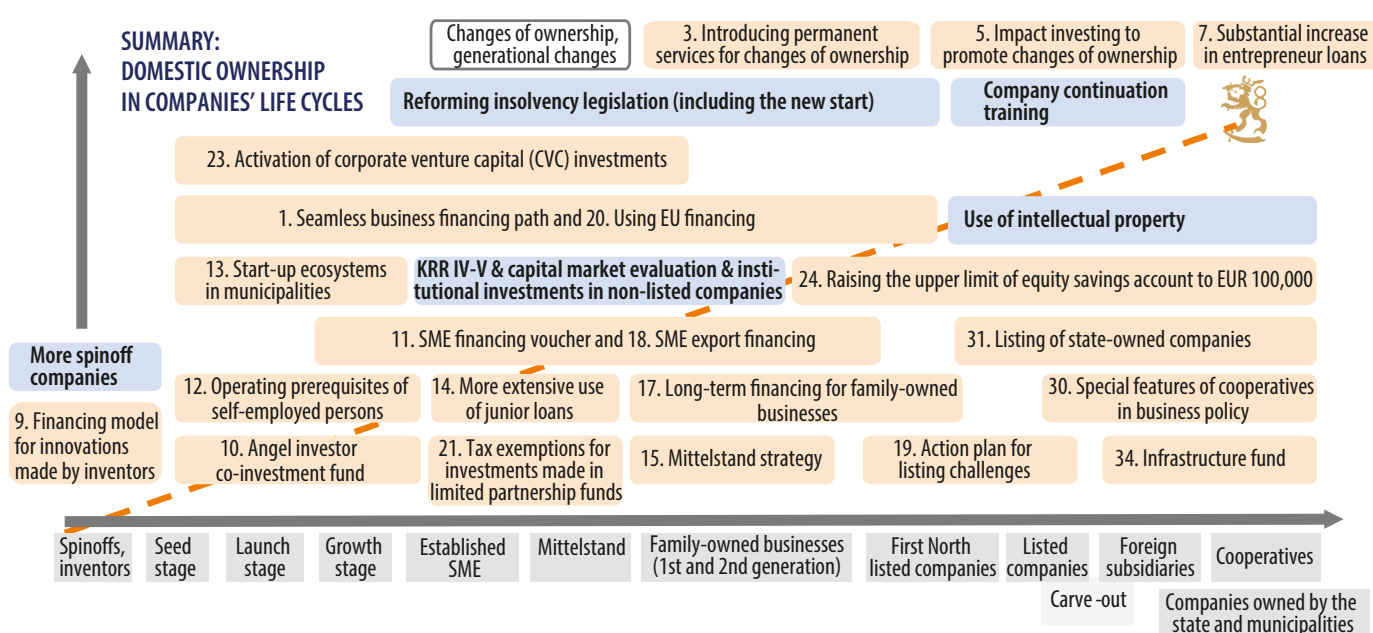 SUMMARY:
DOMESTIC OWNERSHIP
IN COMPANIES' LIFE CYCLES
Changes of ownership,
generational changes
3. Introducing permanent
services for changes of ownership
5. Impact investing to
promote changes of ownership
7. Substantial increase
in entrepreneur loans
Reforming insolvency legislation (including the new start)
Company continuation
training
23. Activation of corporate venture capital (CVC) investments
1. Seamless business financing path and 20. Using EU financing
Use of intellectual property
13. Start-up ecosystems
in municipalities
KRR IV-V & capital market evaluation & insti-
tutional investments in non-listed companies
24. Raising the upper limit of equity savings account to EUR 100,000
11. SME financing voucher and 18. SME export financing
31. Listing of state-owned companies
More spinoff
companies
12. Operating prerequisites of
self-employed persons
14. More extensive use
of junior loans
17. Long-term financing for family-owned
businesses
30. Special features of cooperatives
in business policy
9. Financing model
for innovations
made by inventors
10. Angel investor
co-investment fund
21. Tax exemptions for
investments made in
limited partnership funds
15. Mittelstand strategy
19. Action plan for
listing challenges
34. Infrastructure fund
Spinoffs,
inventors
Seed
stage
Launch
stage
Growth
stage
Established
SME
Mittelstand
Family-owned businesses
(1st and 2nd generation)
First North
listed companies
Listed
companies
Foreign
subsidiaries
Cooperatives
Carve -out
Companies owned by the
state and municipalities